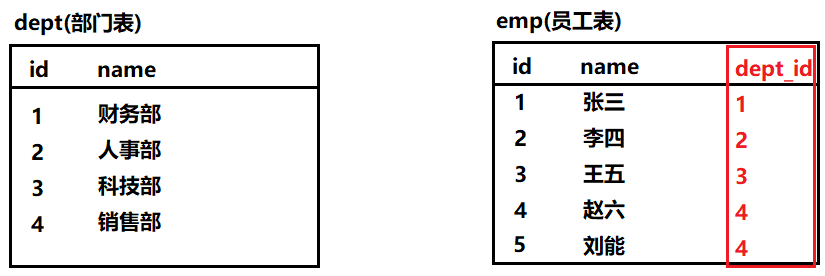 dept(部门表)
id name
1 财务部
2 人事部
3 科技部
4 销售部
emp(员工表)
id name dept_id
1 张三 1
2 李四 2
3 王五 3
4 赵六 4
5 刘能 4